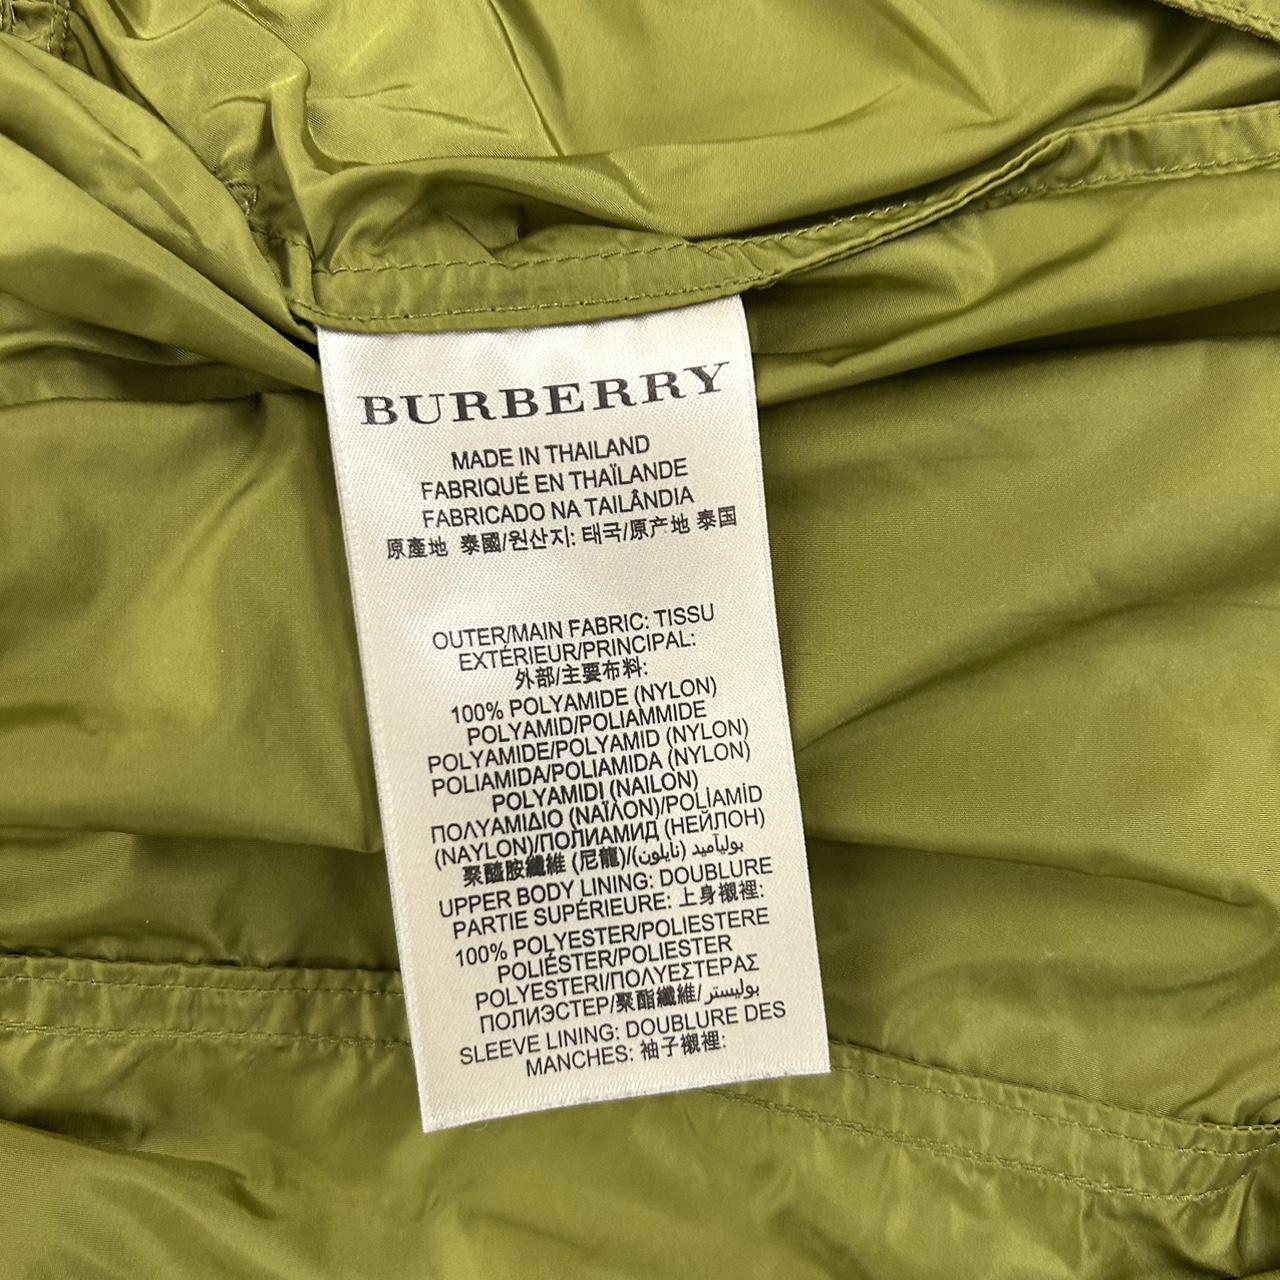 BURBERRY
MADE IN THAILAND
FABRIQUÉ EN THAÏLANDE
FABRICADO NA TAILÂNDIA
原產地 泰國/원산지: 태국/原产地 泰国
OUTER/MAIN FABRIC: TISSU
EXTÉRIEUR/PRINCIPAL:
外部/主要布料:
100% POLYAMIDE (NYLON)
POLYAMID/POLIAMMIDE
POLYAMIDE/POLYAMID (NYLON)
POLIAMIDA/POLIAMIDA (NYLON)
POLYAMIDI (NAILON)
ΠΟΛΥΑΜΙΔΙΟ (ΝΑΪΛΟΝ)/POLİAMİD
(NAYLON)/ПОЛИАМИД (НЕЙЛОН)
聚醯胺纖維 (尼龍)/بوليآميد (نايلون)
UPPER BODY LINING: DOUBLURE
PARTIE SUPÉRIEURE: 上身襯裡:
100% POLYESTER/POLIESTERE
POLIÉSTER/POLIESTER
POLYESTERI/ΠΟΛΥΕΣΤΕΡΑΣ
ПОЛИЭСТЕР/聚酯纖維/بوليستر
SLEEVE LINING: DOUBLURE DES
MANCHES: 袖子襯裡: